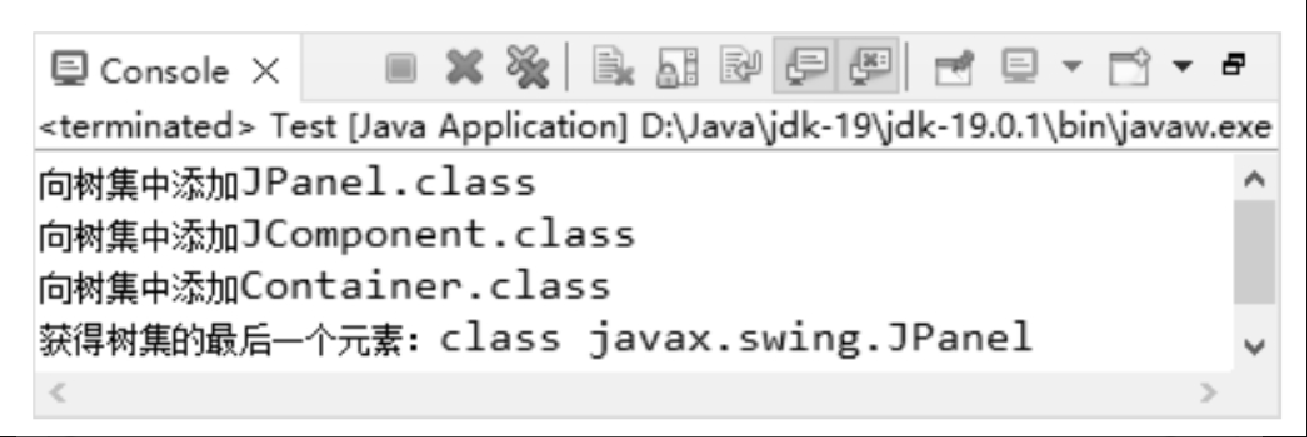 Console
<terminated> Test [Java Application] D:\Java\jdk-19\jdk-19.0.1\bin\javaw.exe
向树集中添加JPanel.class
向树集中添加JComponent.class
向树集中添加Container.class
获得树集的最后一个元素：class javax.swing.JPanel